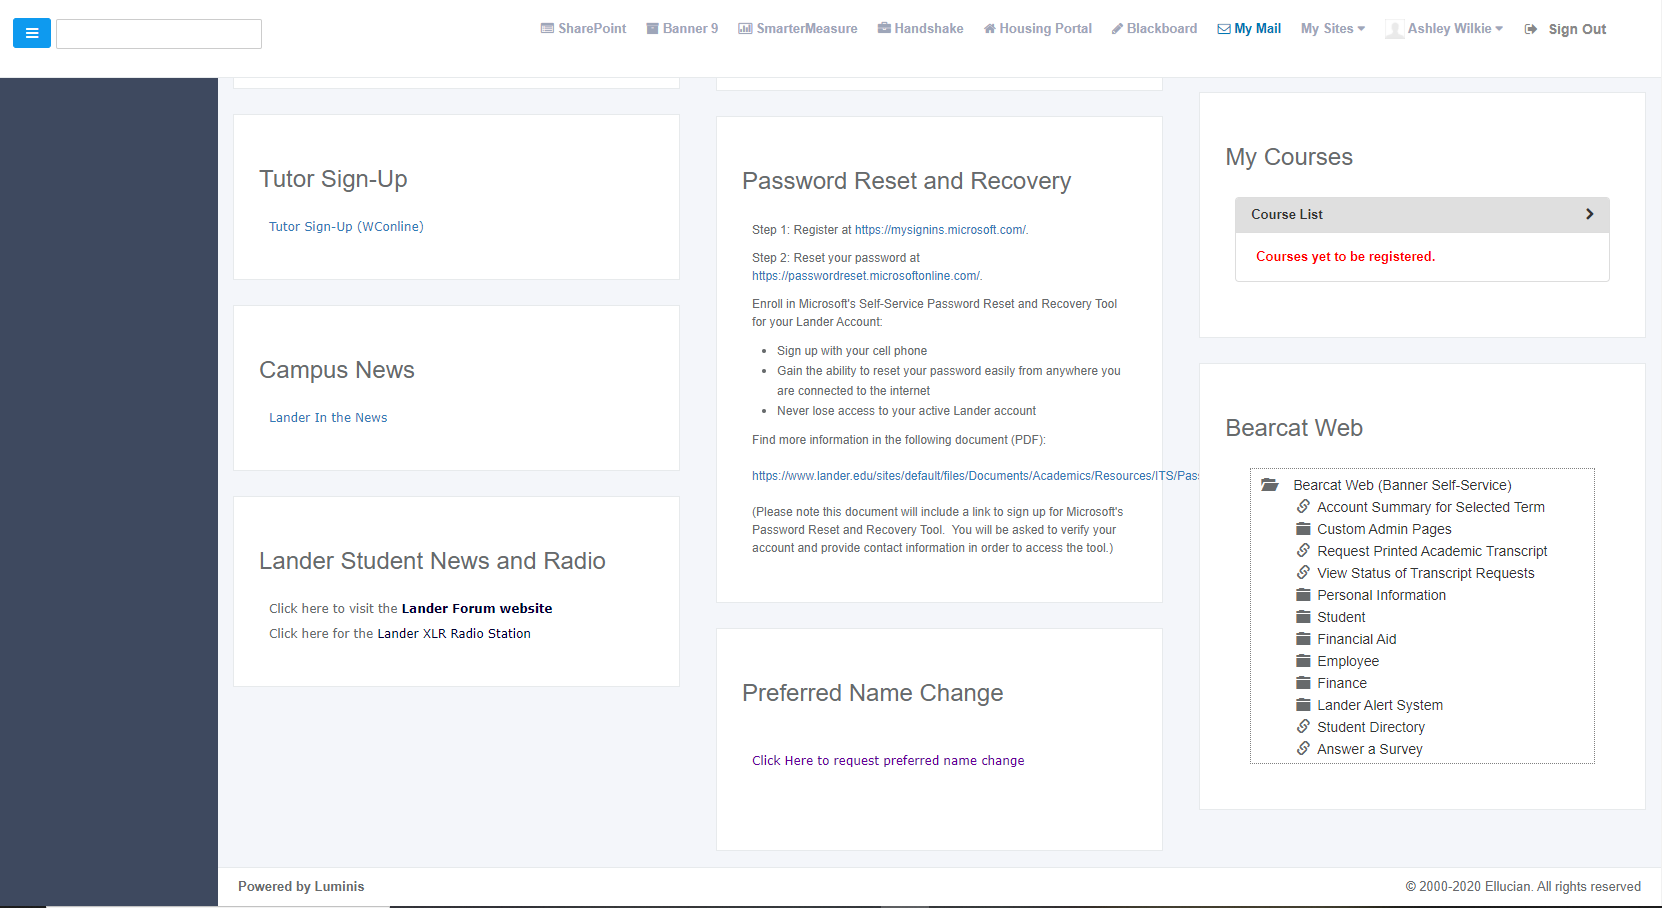 SharePoint Banner 9 SmarterMeasure Handshake Housing Portal Blackboard My Mail My Sites Ashley Wilkie Sign Out
Tutor Sign-Up
Tutor Sign-Up (WConline)
Campus News
Lander In the News
Lander Student News and Radio
Click here to visit the Lander Forum website
Click here for the Lander XLR Radio Station
Password Reset and Recovery
Step 1: Register at https://mysignins.microsoft.com/.
Step 2: Reset your password at
https://passwordreset.microsoftonline.com/.
Enroll in Microsoft's Self-Service Password Reset and Recovery Tool
for your Lander Account:
• Sign up with your cell phone
• Gain the ability to reset your password easily from anywhere you
are connected to the internet
• Never lose access to your active Lander account
Find more information in the following document (PDF):
https://www.lander.edu/sites/default/files/Documents/Academics/Resources/ITS/Pas
(Please note this document will include a link to sign up for Microsoft's
Password Reset and Recovery Tool. You will be asked to verify your
account and provide contact information in order to access the tool.)
Preferred Name Change
Click Here to request preferred name change
My Courses
Course List
Courses yet to be registered.
Bearcat Web
Bearcat Web (Banner Self-Service)
Account Summary for Selected Term
Custom Admin Pages
Request Printed Academic Transcript
View Status of Transcript Requests
Personal Information
Student
Financial Aid
Employee
Finance
Lander Alert System
Student Directory
Answer a Survey
Powered by Luminis
© 2000-2020 Ellucian. All rights reserved